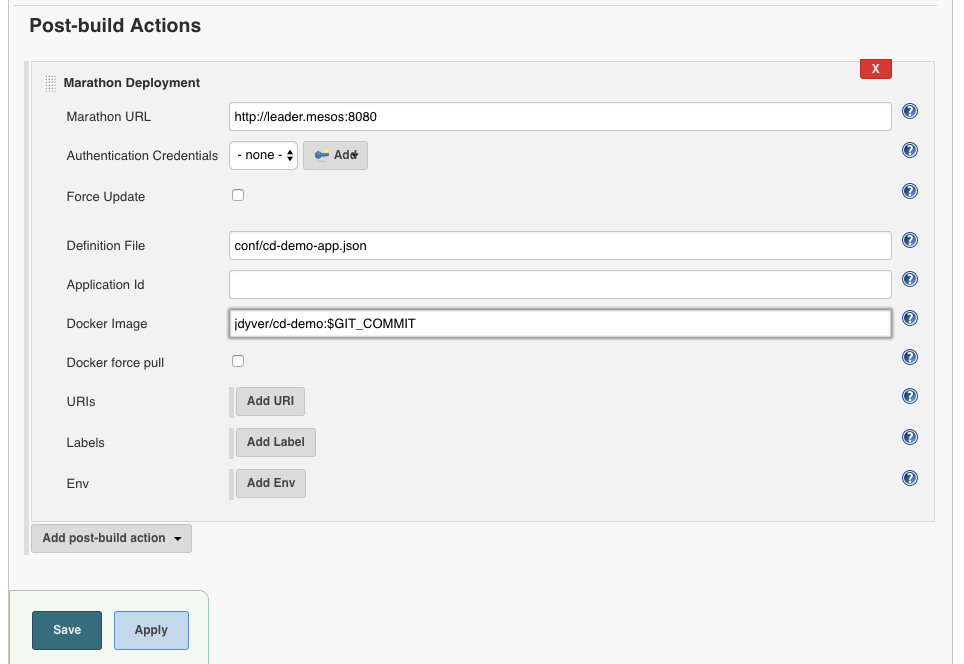 Post-build Actions
X
Marathon Deployment
Marathon URL
http://leader.mesos:8080
Authentication Credentials
- none -
Add
Force Update
Definition File
conf/cd-demo-app.json
Application Id
Docker Image
jdyver/cd-demo:$GIT_COMMIT
Docker force pull
URIs
Add URI
Labels
Add Label
Env
Add Env
Add post-build action
Save
Apply